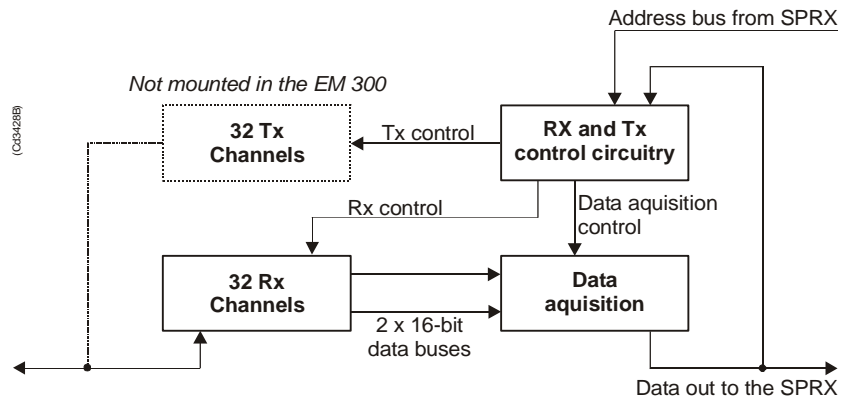 Address bus from SPRX
Not mounted in the EM 300
(Cd3428B)
32 Tx
Channels
Tx control
RX and Tx
control circuitry
Rx control
Data aquisition
control
32 Rx
Channels
Data
aquisition
2 x 16-bit
data buses
Data out to the SPRX